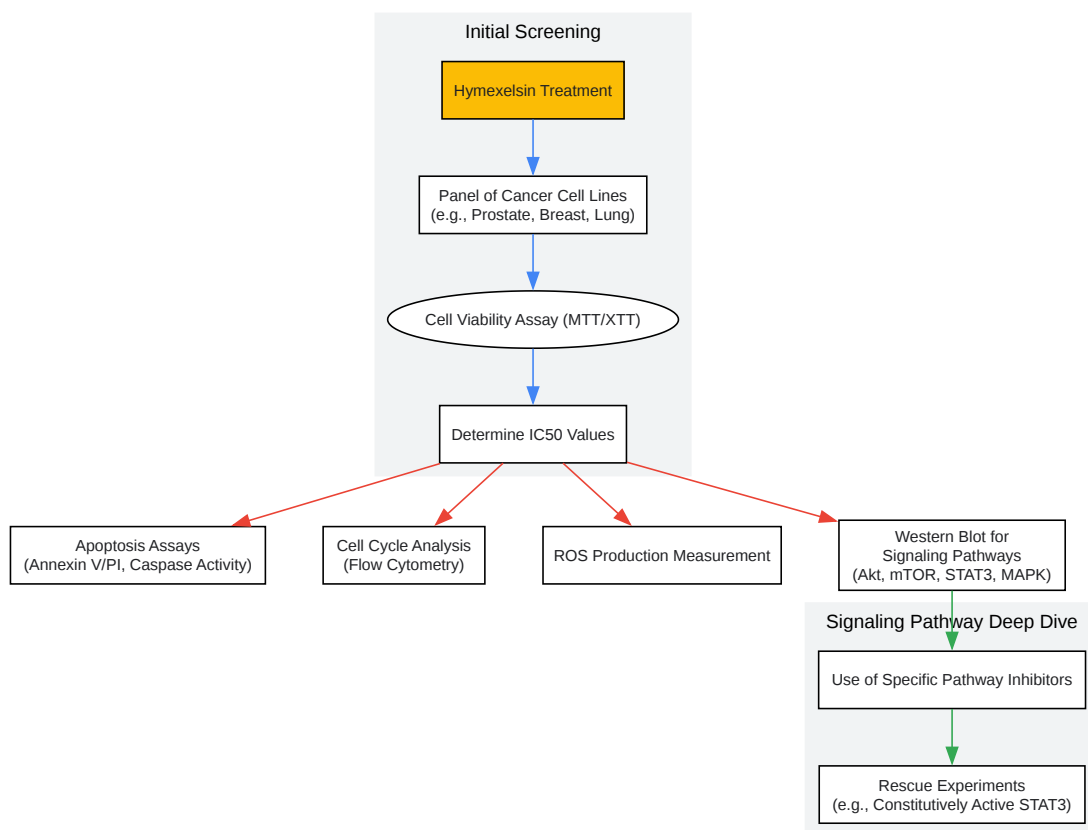 Initial Screening
Hymexelsin Treatment
Panel of Cancer Cell Lines
(e.g., Prostate, Breast, Lung)
Cell Viability Assay (MTT/XTT)
Determine IC50 Values
Apoptosis Assays
(Annexin V/PI, Caspase Activity)
Cell Cycle Analysis
(Flow Cytometry)
ROS Production Measurement
Western Blot for
Signaling Pathways
(Akt, mTOR, STAT3, MAPK)
Signaling Pathway Deep Dive
Use of Specific Pathway Inhibitors
Rescue Experiments
(e.g., Constitutively Active STAT3)